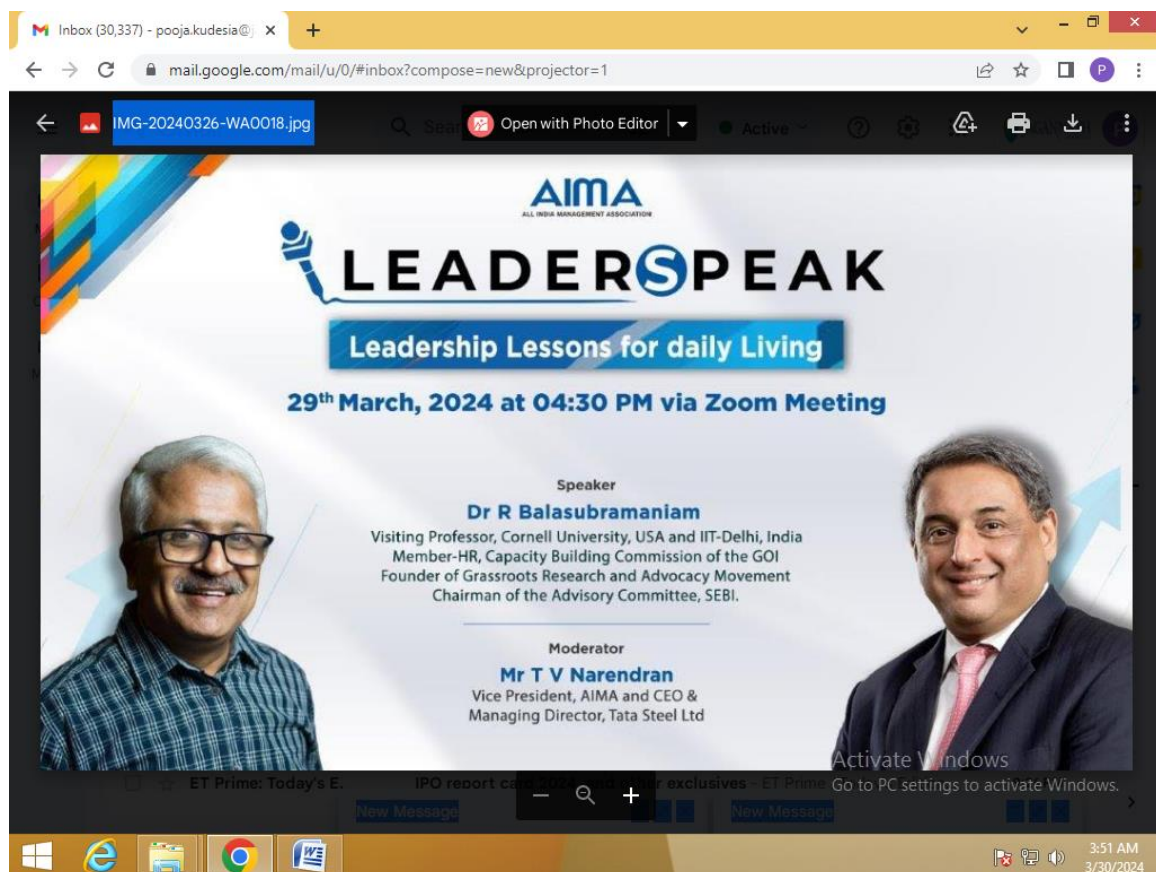 Inbox (30,337) - pooja.kudesia@
mail.google.com/mail/u/0/#inbox?compose=new&projector=1
P
IMG-20240326-WA0018.jpg
Open with Photo Editor
Active
AIMA
ALL INDIA MANAGEMENT ASSOCIATION
LEADERSPEAK
Leadership Lessons for daily Living
29th March, 2024 at 04:30 PM via Zoom Meeting
Speaker
Dr R Balasubramaniam
Visiting Professor, Cornell University, USA and IIT-Delhi, India
Member-HR, Capacity Building Commission of the GOI
Founder of Grassroots Research and Advocacy Movement
Chairman of the Advisory Committee, SEBI.
Moderator
Mr T V Narendran
Vice President, AIMA and CEO &
Managing Director, Tata Steel Ltd
Activate Windows
Go to PC settings to activate Windows.
ET Prime: Today's E.
IPO report card 2024 exclusives - ET Prime
New Message
New Message
3:51 AM
3/30/2024